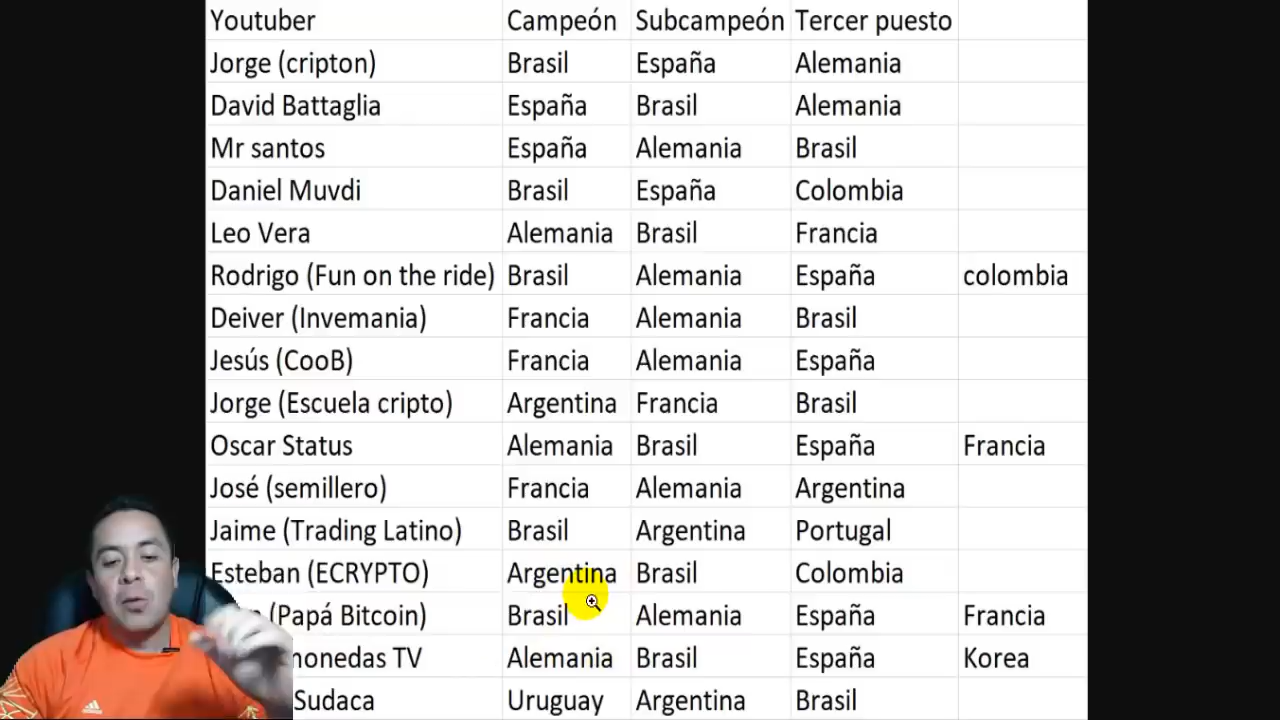 Youtuber Campeón Subcampeón Tercer puesto
Jorge (cripton) Brasil España Alemania
David Battaglia España Brasil Alemania
Mr santos España Alemania Brasil
Daniel Muvdi Brasil España Colombia
Leo Vera Alemania Brasil Francia
Rodrigo (Fun on the ride) Brasil Alemania España colombia
Deiver (Invemania) Francia Alemania Brasil
Jesús (CooB) Francia Alemania España
Jorge (Escuela cripto) Argentina Francia Brasil
Oscar Status Alemania Brasil España Francia
José (semillero) Francia Alemania Argentina
Jaime (Trading Latino) Brasil Argentina Portugal
Esteban (ECRYPTO) Argentina Brasil Colombia
(Papá Bitcoin) Brasil Alemania España Francia
monedas TV Alemania Brasil España Korea
Sudaca Uruguay Argentina Brasil
adidas